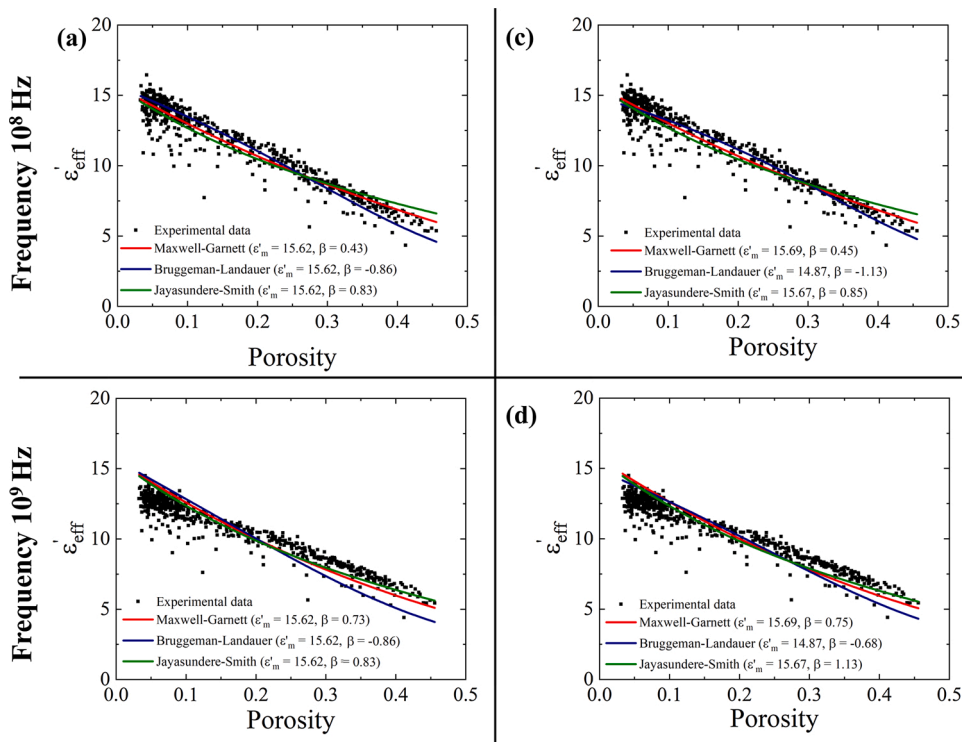 Frequency 10⁸ Hz
(a)
20
15
10
5
0
ε'eff
Experimental data
Maxwell-Garnett (ε'm = 15.62, β = 0.43)
Bruggeman-Landauer (ε'm = 15.62, β = -0.86)
Jayasundere-Smith (ε'm = 15.62, β = 0.83)
0.0 0.1 0.2 0.3 0.4 0.5
Porosity
(c)
20
15
10
5
0
ε'eff
Experimental data
Maxwell-Garnett (ε'm = 15.69, β = 0.45)
Bruggeman-Landauer (ε'm = 14.87, β = -1.13)
Jayasundere-Smith (ε'm = 15.67, β = 0.85)
0.0 0.1 0.2 0.3 0.4 0.5
Porosity
Frequency 10⁹ Hz
20
15
10
5
0
ε'eff
Experimental data
Maxwell-Garnett (ε'm = 15.62, β = 0.73)
Bruggeman-Landauer (ε'm = 15.62, β = -0.86)
Jayasundere-Smith (ε'm = 15.62, β = 0.83)
0.0 0.1 0.2 0.3 0.4 0.5
Porosity
(d)
20
15
10
5
0
ε'eff
Experimental data
Maxwell-Garnett (ε'm = 15.69, β = 0.75)
Bruggeman-Landauer (ε'm = 14.87, β = -0.68)
Jayasundere-Smith (ε'm = 15.67, β = 1.13)
0.0 0.1 0.2 0.3 0.4 0.5
Porosity